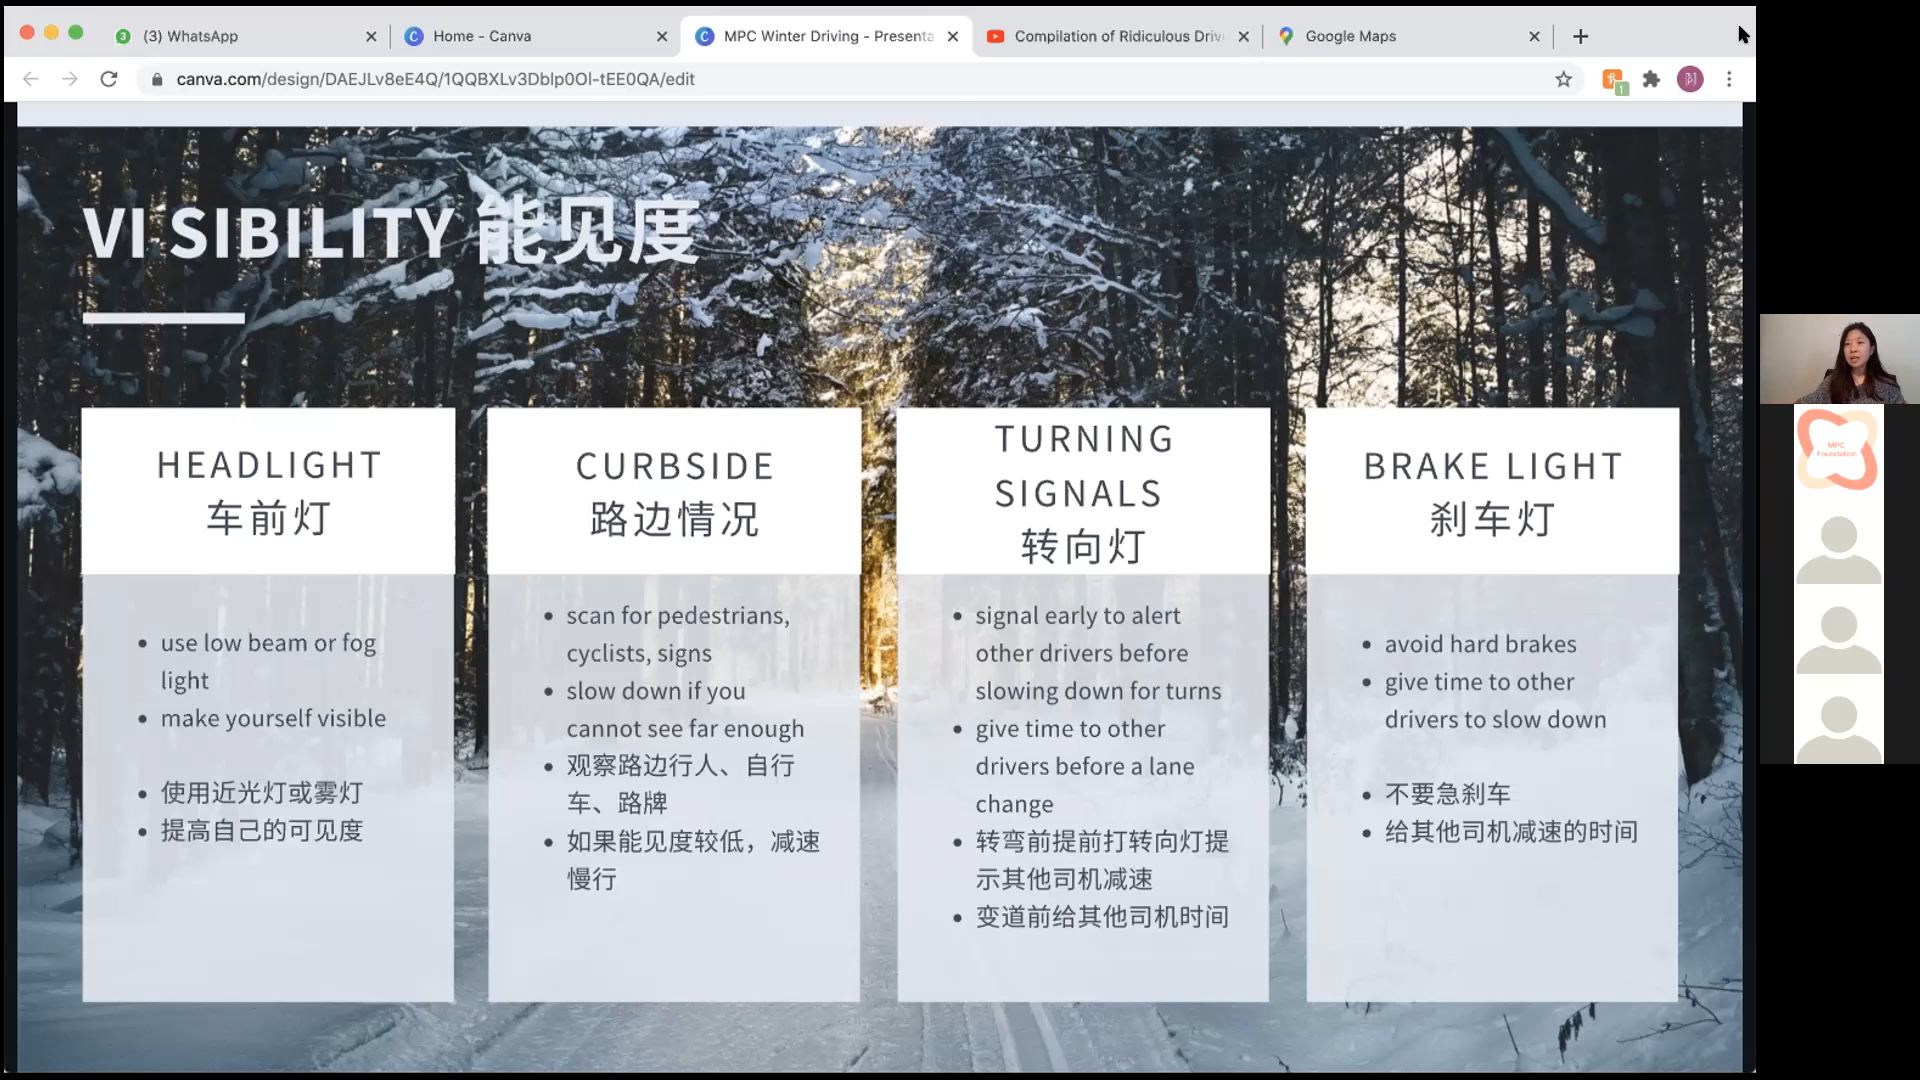 3
(3) WhatsApp
Home - Canva
MPC Winter Driving - Presenta
Compilation of Ridiculous Driv
Google Maps
canva.com/design/DAEJLv8eE4Q/1QQBXLv3Dblp0Ol-tEE0QA/edit
1
VI SIBILITY 能见度
HEADLIGHT
车前灯
use low beam or fog
light
make yourself visible
使用近光灯或雾灯
提高自己的可见度
CURBSIDE
路边情况
scan for pedestrians,
cyclists, signs
slow down if you
cannot see far enough
观察路边行人、自行
车、路牌
如果能见度较低，减速
慢行
TURNING
SIGNALS
转向灯
signal early to alert
other drivers before
slowing down for turns
give time to other
drivers before a lane
change
转弯前提前打转向灯提
示其他司机减速
变道前给其他司机时间
BRAKE LIGHT
刹车灯
avoid hard brakes
give time to other
drivers to slow down
不要急刹车
给其他司机减速的时间
MPC
Foundation